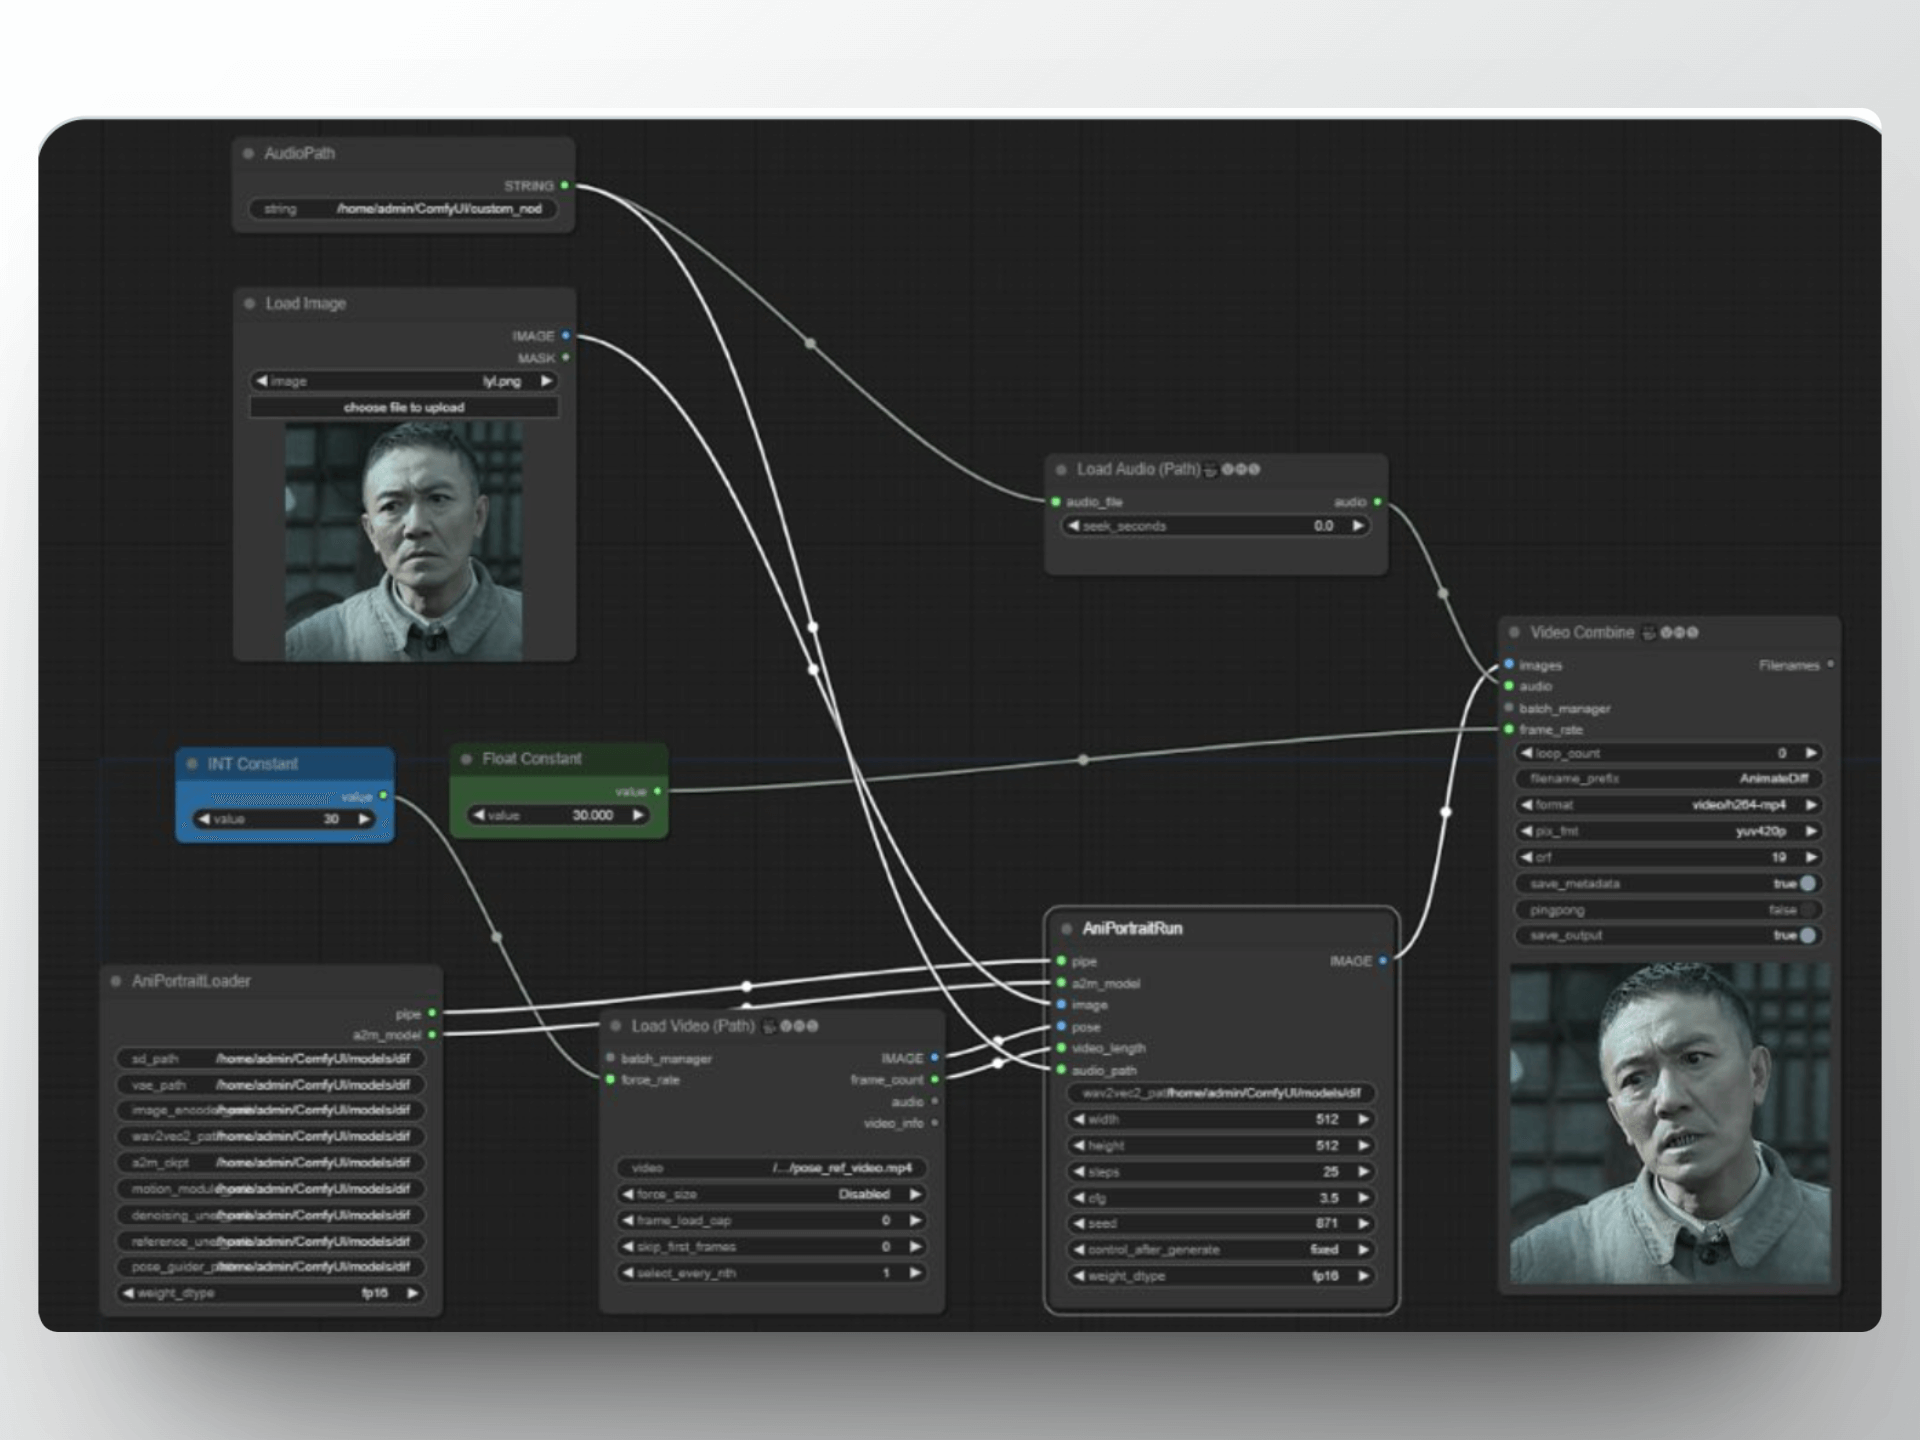 AudioPath
STRING
string /home/admin/ComfyUI/custom_nod
Load Image
IMAGE
MASK
image lyl.png
choose file to upload
Load Audio (Path)
audio_file audio
seek_seconds 0.0
Video Combine
images Filenames
audio
batch_manager
frame_rate
loop_count 0
filename_prefix AnimateDiff
format video/h264-mp4
pix_fmt yuv420p
crf 19
save_metadata true
pingpong false
save_output true
INT Constant
value
value 30
Float Constant
value
value 30.000
AniPortraitLoader
pipe
a2m_model
sd_path /home/admin/ComfyUI/models/dif
vae_path /home/admin/ComfyUI/models/dif
/home/admin/ComfyUI/models/dif
/home/admin/ComfyUI/models/dif
a2m_ckpt /home/admin/ComfyUI/models/dif
/home/admin/ComfyUI/models/dif
/home/admin/ComfyUI/models/dif
/home/admin/ComfyUI/models/dif
/home/admin/ComfyUI/models/dif
weight_dtype fp16
Load Video (Path)
batch_manager IMAGE
force_rate frame_count
audio
video_info
video /.../pose_ref_video.mp4
force_size Disabled
frame_load_cap 0
skip_first_frames 0
select_every_nth 1
AniPortraitRun
pipe IMAGE
a2m_model
image
pose
video_length
audio_path
/home/admin/ComfyUI/models/dif
width 512
height 512
steps 25
cfg 3.5
seed 871
control_after_generate fixed
weight_dtype fp16